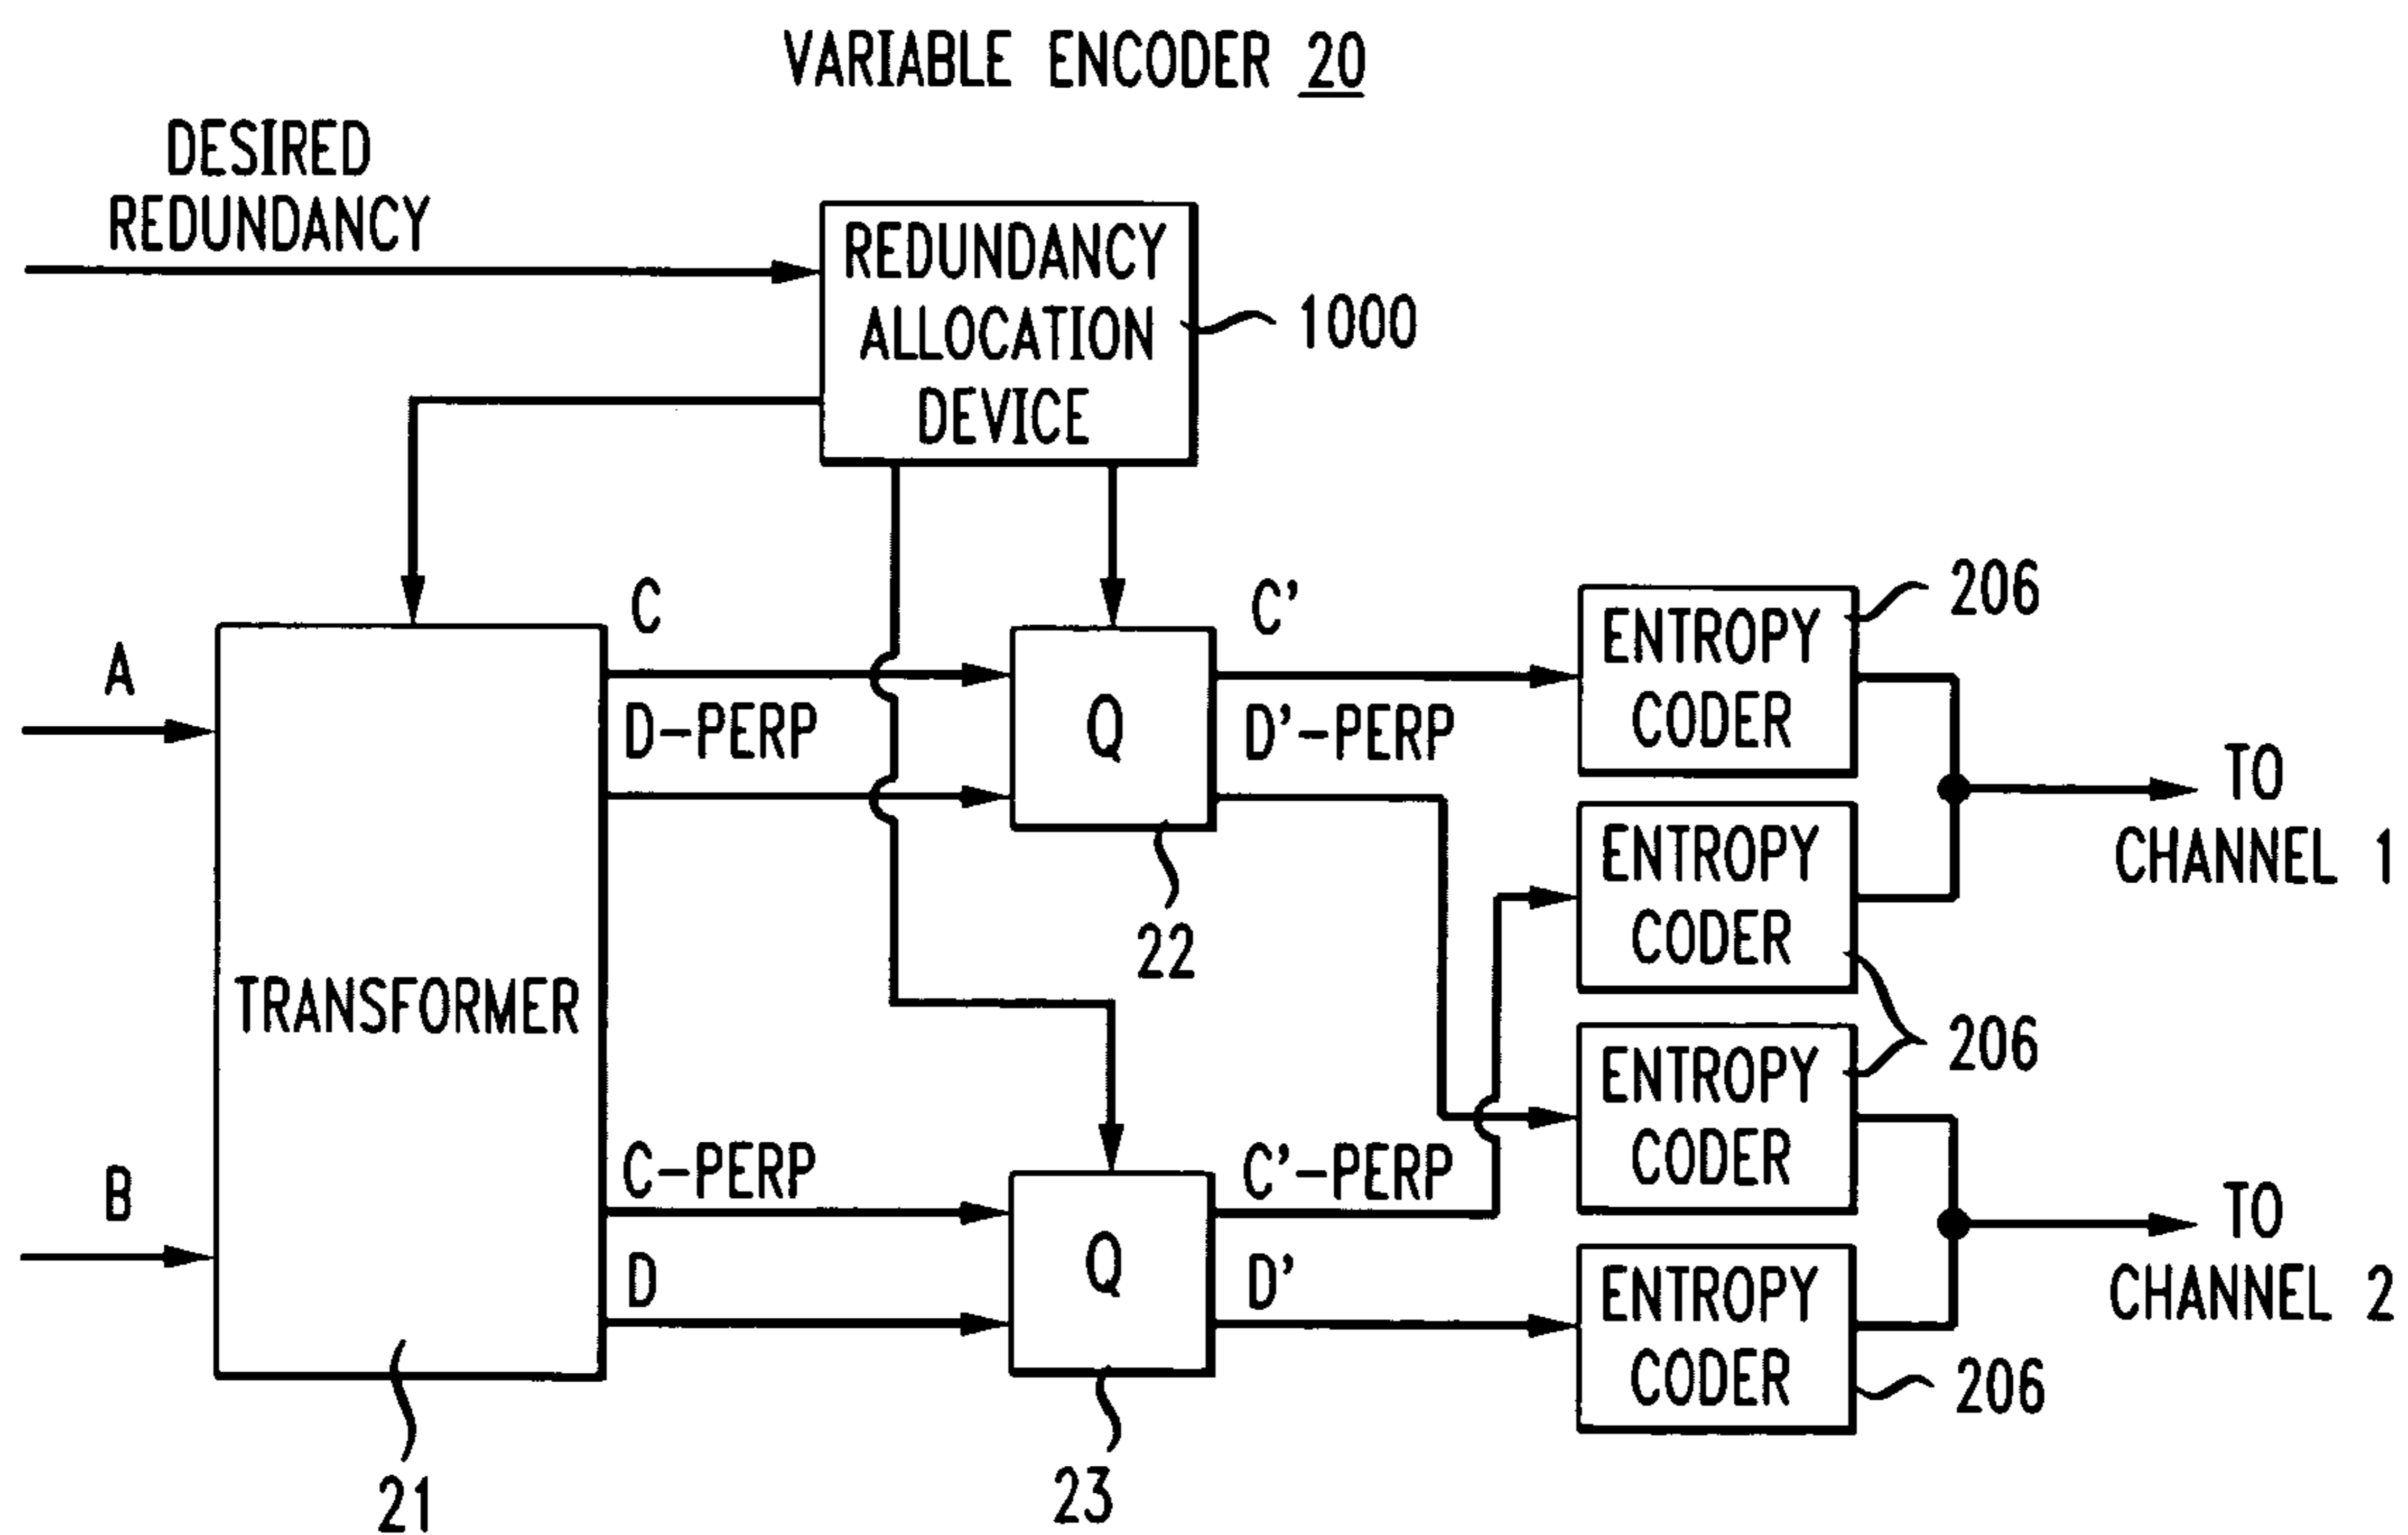 VARIABLE ENCODER 20
DESIRED
REDUNDANCY
REDUNDANCY
ALLOCATION
DEVICE
1000
A
B
TRANSFORMER
21
C
D-PERP
C-PERP
D
Q
22
Q
23
C'
D'-PERP
C'-PERP
D'
ENTROPY
CODER
206
ENTROPY
CODER
206
ENTROPY
CODER
ENTROPY
CODER
206
TO
CHANNEL 1
TO
CHANNEL 2